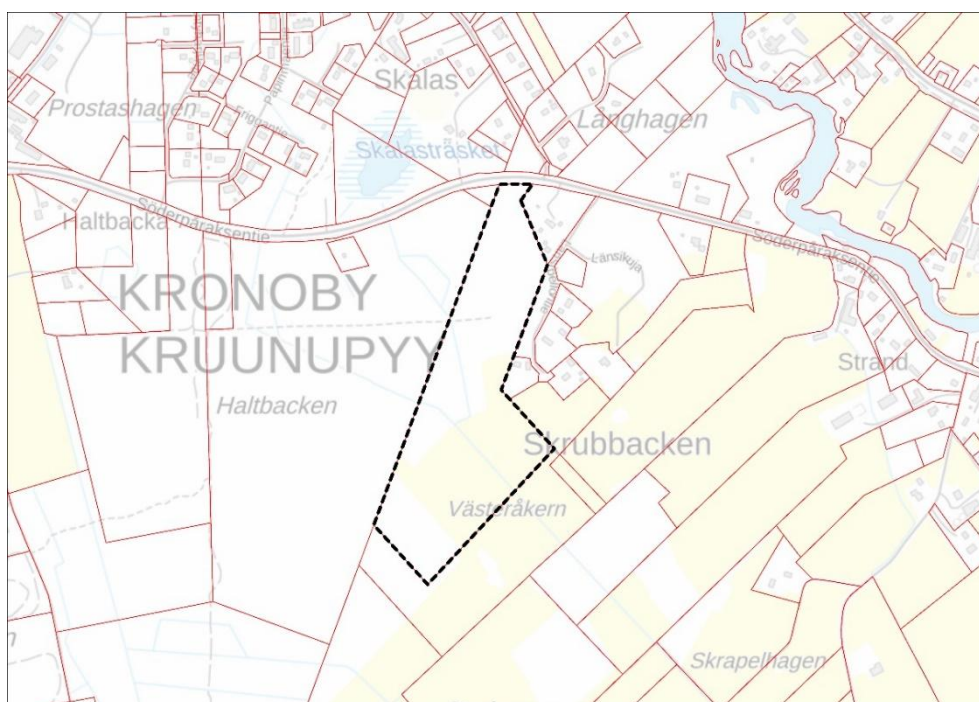 Skalas
Prostashagen
Långhagen
Skalasträsket
Haltbacka
Söderpåraksentie
Söderpåraksentie
Länsikuja
KRONOBY
KRUUNUPYY
Strand
Haltbacken
Skrubbacken
Västeråkern
Skrapelhagen